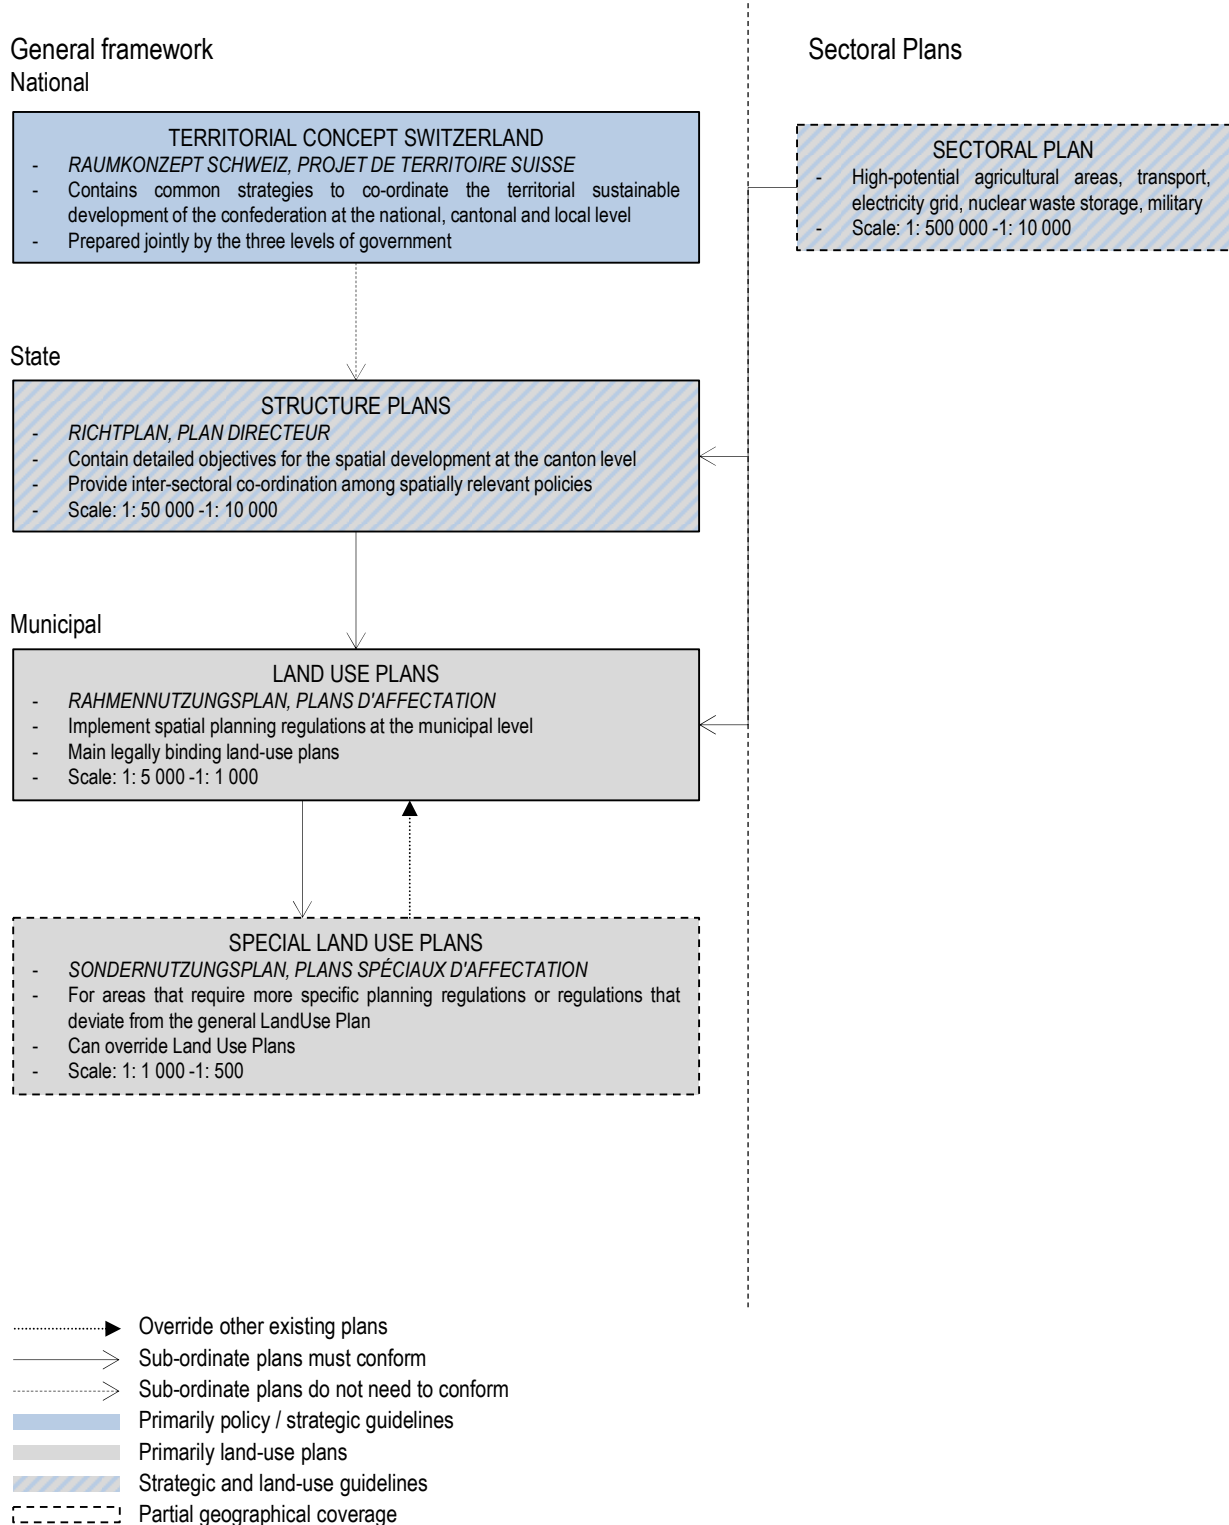 General framework
National
TERRITORIAL CONCEPT SWITZERLAND
- RAUMKONZEPT SCHWEIZ, PROJET DE TERRITOIRE SUISSE
- Contains common strategies to co-ordinate the territorial sustainable
development of the confederation at the national, cantonal and local level
- Prepared jointly by the three levels of government
Sectoral Plans
SECTORAL PLAN
- High-potential agricultural areas, transport,
electricity grid, nuclear waste storage, military
- Scale: 1: 500 000 -1: 10 000
State
STRUCTURE PLANS
- RICHTPLAN, PLAN DIRECTEUR
- Contain detailed objectives for the spatial development at the canton level
- Provide inter-sectoral co-ordination among spatially relevant policies
- Scale: 1: 50 000 -1: 10 000
Municipal
LAND USE PLANS
- RAHMENNUTZUNGSPLAN, PLANS D'AFFECTATION
- Implement spatial planning regulations at the municipal level
- Main legally binding land-use plans
- Scale: 1: 5 000 -1: 1 000
SPECIAL LAND USE PLANS
- SONDERNUTZUNGSPLAN, PLANS SPÉCIAUX D'AFFECTATION
- For areas that require more specific planning regulations or regulations that
deviate from the general LandUse Plan
- Can override Land Use Plans
- Scale: 1: 1 000 -1: 500
Override other existing plans
Sub-ordinate plans must conform
Sub-ordinate plans do not need to conform
Primarily policy / strategic guidelines
Primarily land-use plans
Strategic and land-use guidelines
Partial geographical coverage